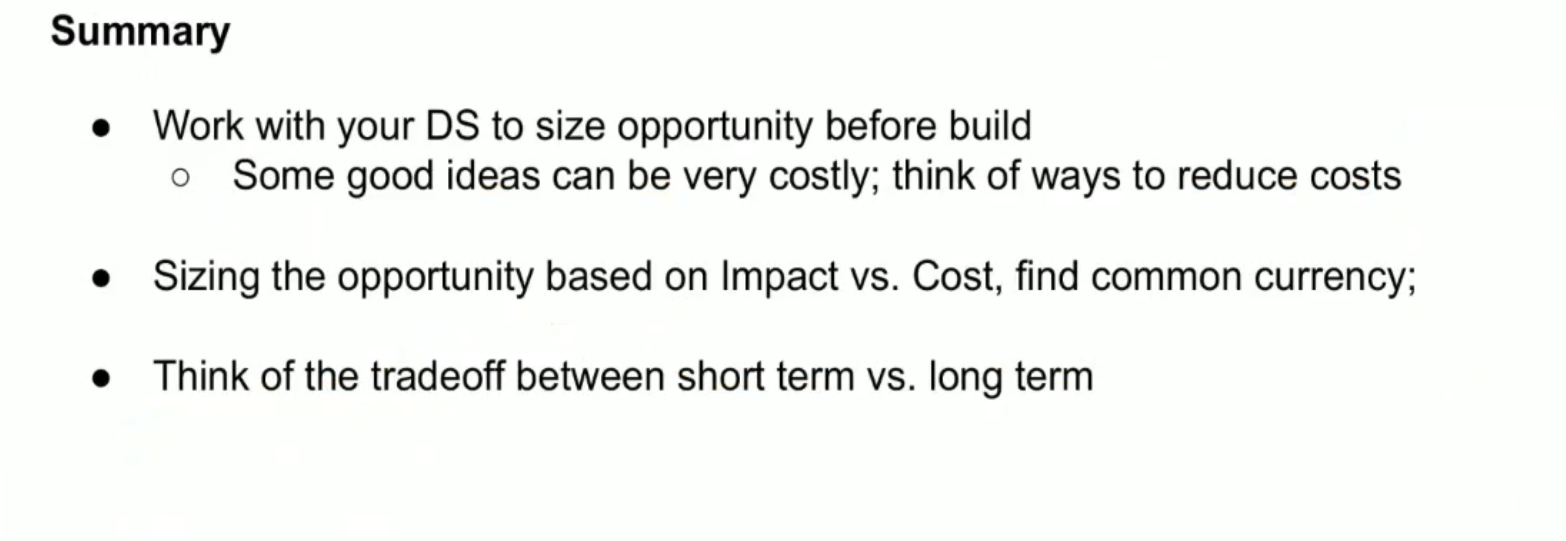 Summary
● Work with your DS to size opportunity before build
○ Some good ideas can be very costly; think of ways to reduce costs
● Sizing the opportunity based on Impact vs. Cost, find common currency;
● Think of the tradeoff between short term vs. long term